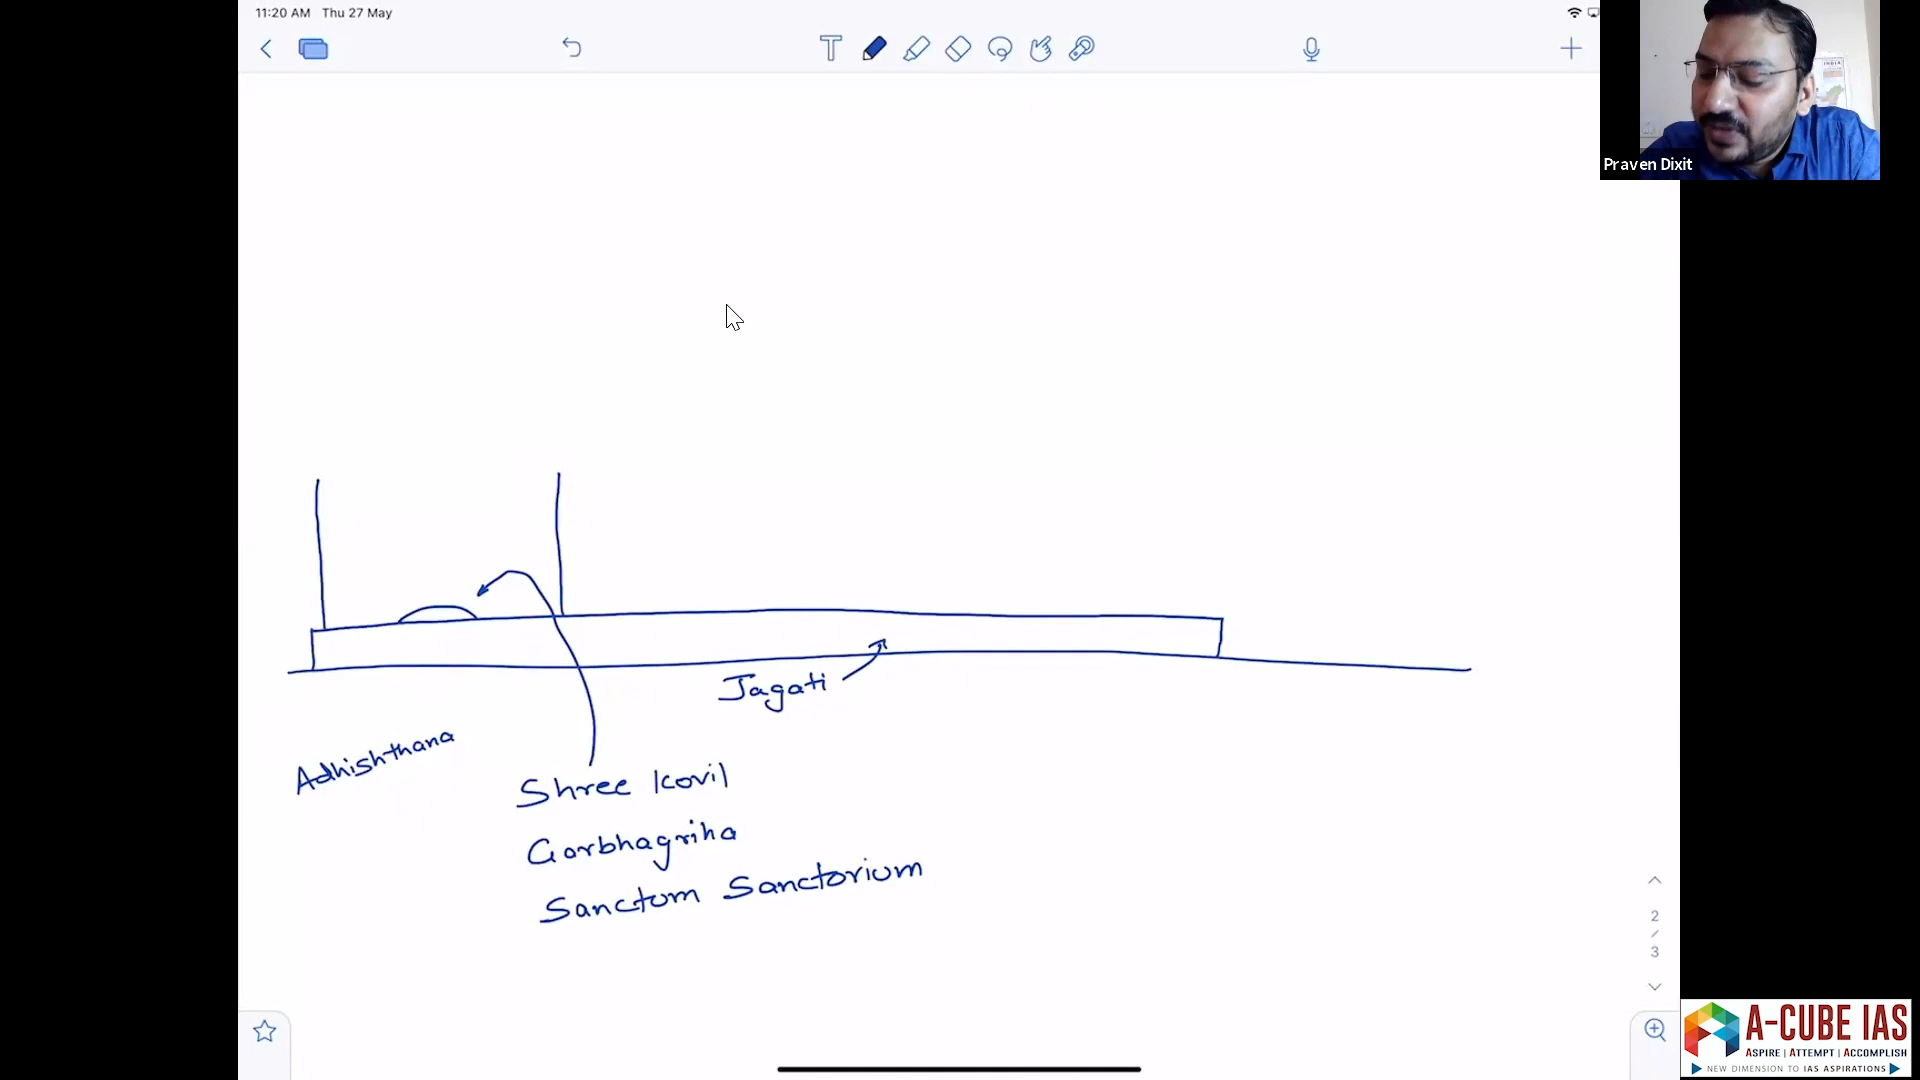 11:20 AM Thu 27 May
T
Praven Dixit
Jagati
Adhishthana
Shree Kovil
Garbhagriha
Sanctum Sanctorium
2
/
3
A-CUBE IAS
ASPIRE | ATTEMPT | ACCOMPLISH
NEW DIMENSION TO IAS ASPIRATIONS
INDIA